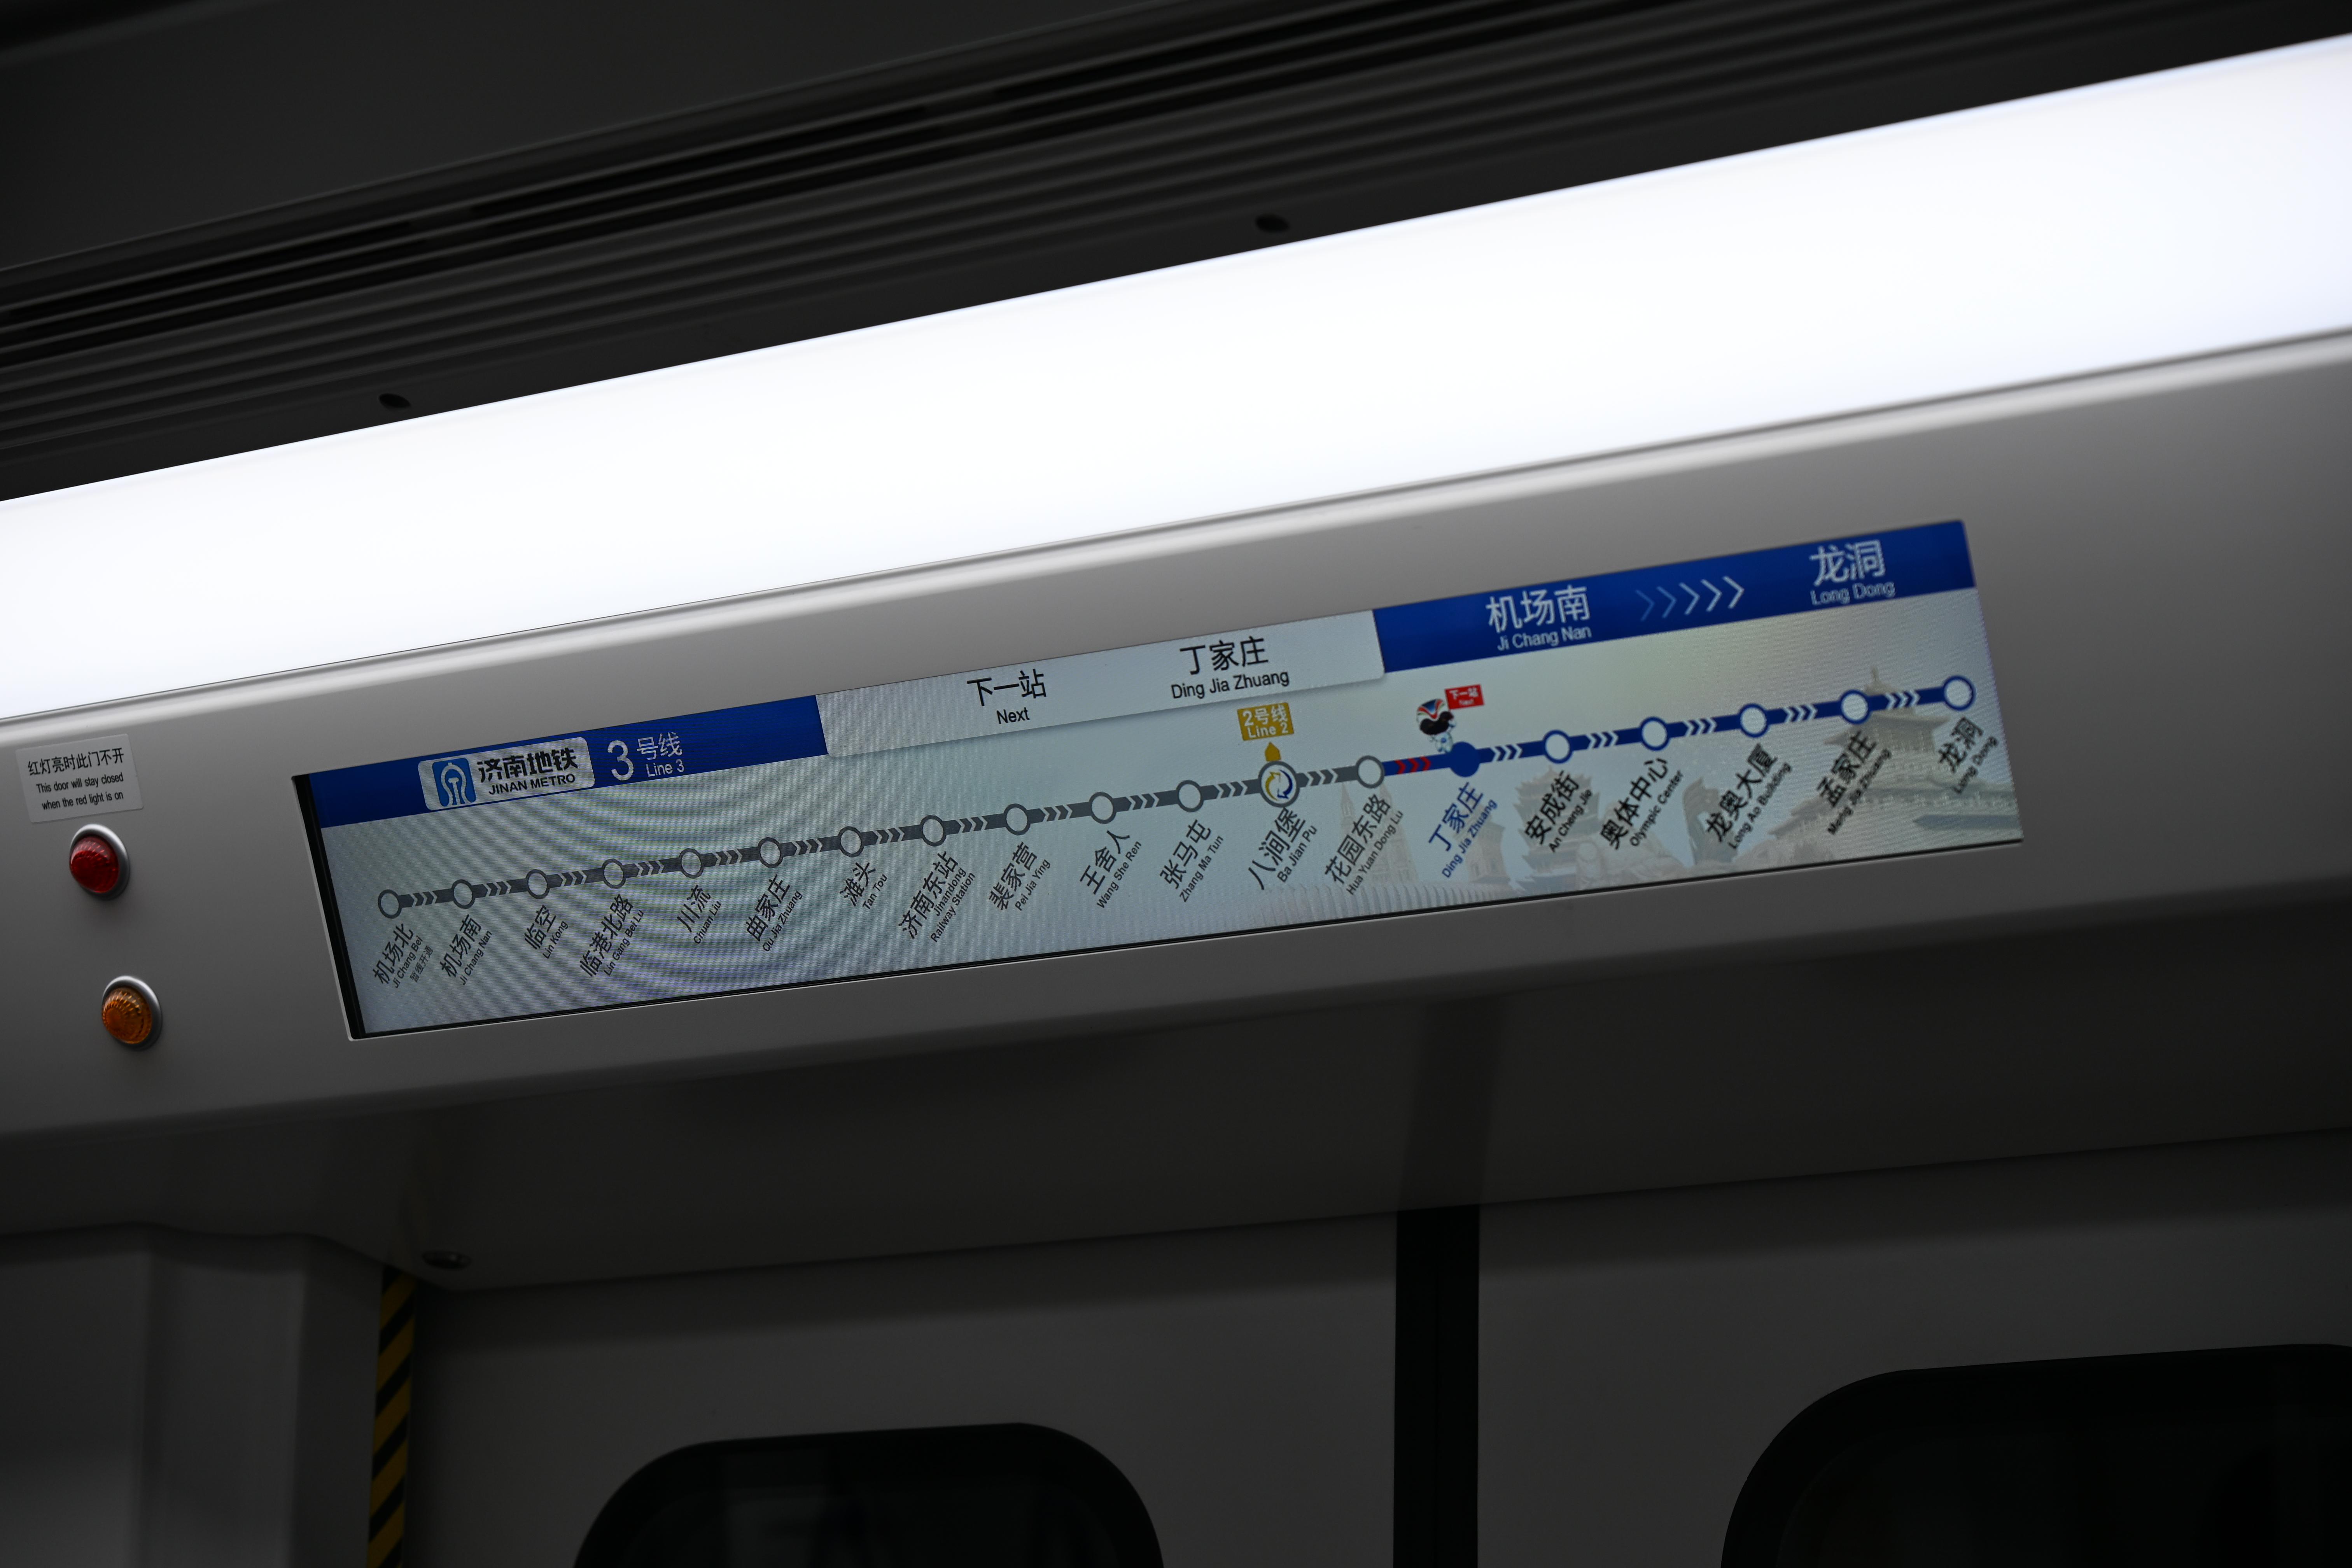 红灯亮时此门不开
This door will stay closed
when the red light is on
济南地铁
JINAN METRO
3号线
Line 3
下一站
Next
丁家庄
Ding Jia Zhuang
机场南
Ji Chang Nan
龙洞
Long Dong
2号线
Line 2
下一站
Next
机场北
Ji Chang Bei
暂缓开通
机场南
Ji Chang Nan
临空
Lin Kong
临港北路
Lin Gang Bei Lu
川流
Chuan Liu
曲家庄
Qu Jia Zhuang
滩头
Tan Tou
济南东站
Jinandong
Railway Station
裴家营
Pei Jia Ying
王舍人
Wang She Ren
张马屯
Zhang Ma Tun
八涧堡
Ba Jian Pu
花园东路
Hua Yuan Dong Lu
丁家庄
Ding Jia Zhuang
安成街
An Cheng Jie
奥体中心
Olympic Center
龙奥大厦
Long Ao Building
孟家庄
Meng Jia Zhuang
龙洞
Long Dong